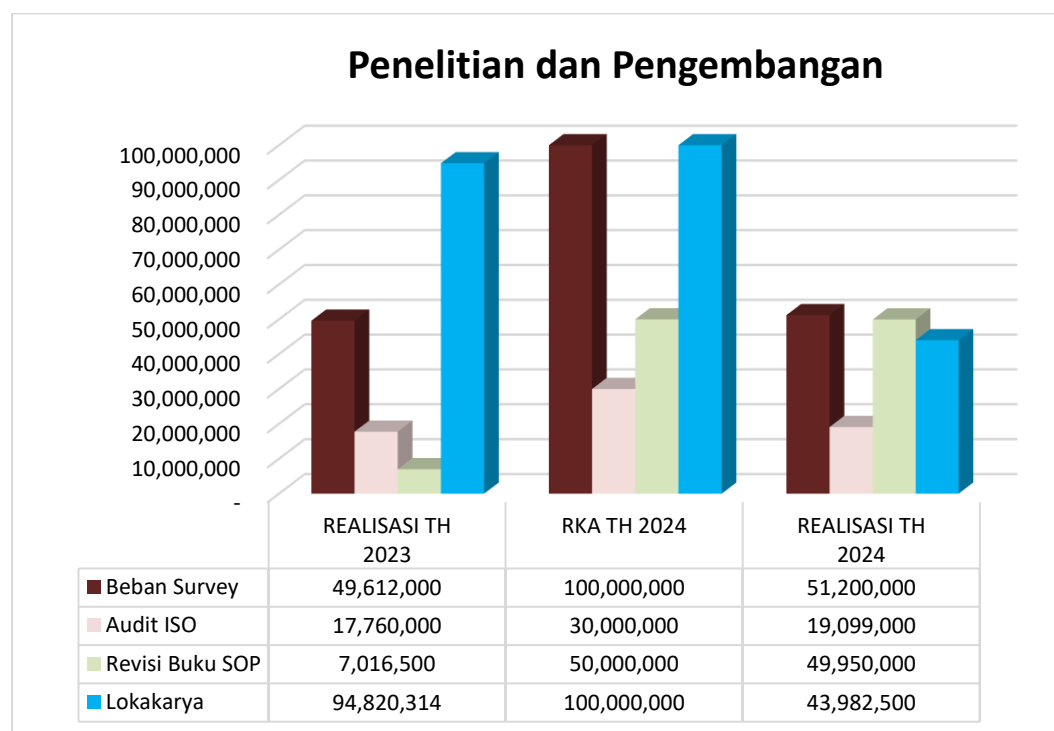 Penelitian dan Pengembangan
100,000,000
90,000,000
80,000,000
70,000,000
60,000,000
50,000,000
40,000,000
30,000,000
20,000,000
10,000,000
-
REALISASI TH 2023 RKA TH 2024 REALISASI TH 2024
Beban Survey 49,612,000 100,000,000 51,200,000
Audit ISO 17,760,000 30,000,000 19,099,000
Revisi Buku SOP 7,016,500 50,000,000 49,950,000
Lokakarya 94,820,314 100,000,000 43,982,500